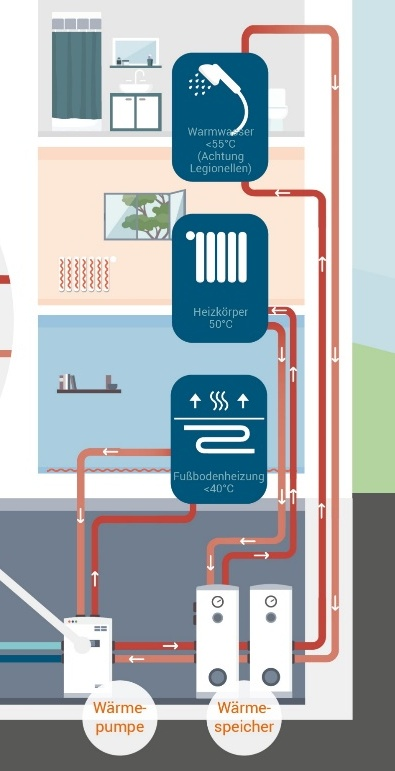 Warmwasser
<55°C
(Achtung
Legionellen)
Heizkörper
50°C
Fußbodenheizung
<40°C
Wärme-
pumpe
Wärme-
speicher